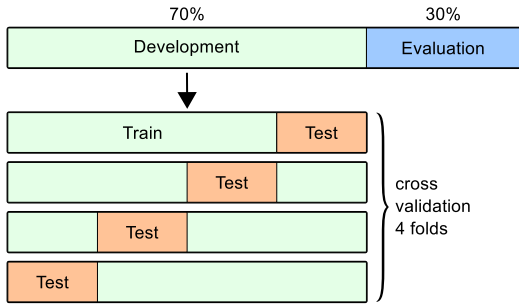 70% 30%
Development Evaluation
Train Test
Test
cross
validation
4 folds
Test
Test